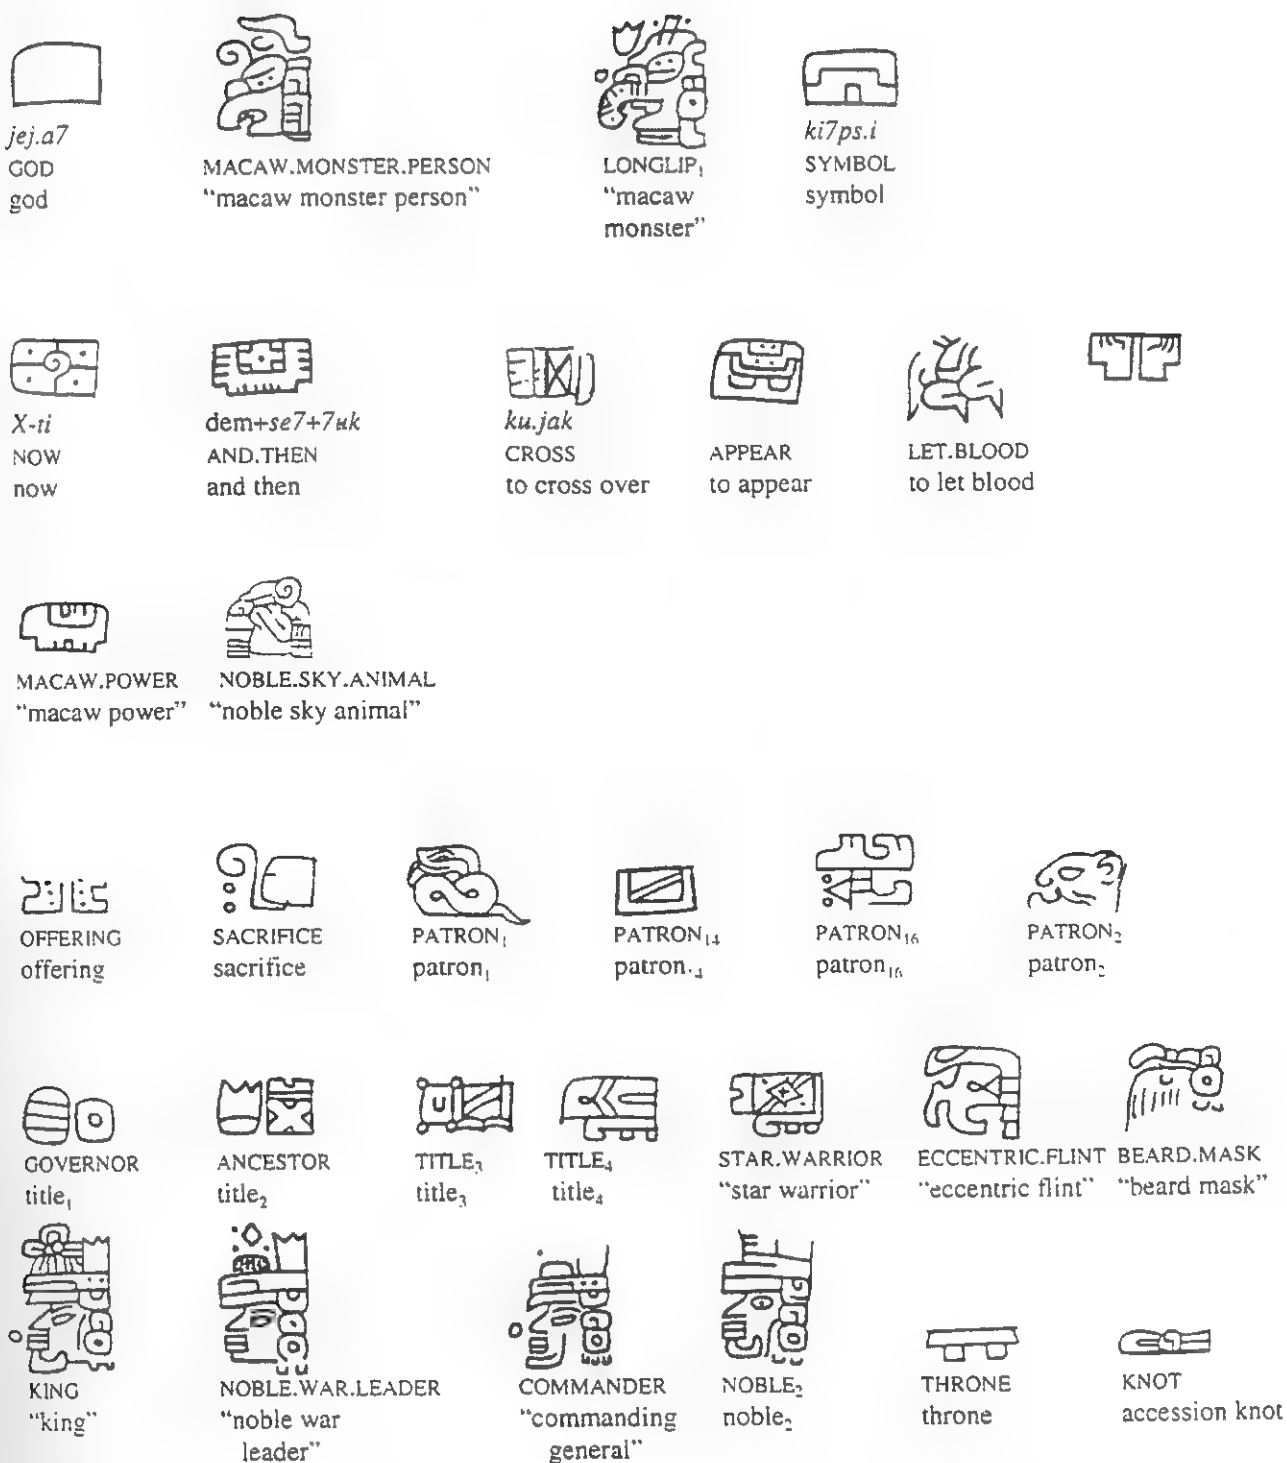 jej.a7 ki7ps.i
GOD MACAW.MONSTER.PERSON LONGLIP₁ SYMBOL
god "macaw monster person" "macaw symbol
monster"
X-ti dem+se7+7ʉk ku.jak
NOW AND.THEN CROSS APPEAR LET.BLOOD
now and then to cross over to appear to let blood
MACAW.POWER NOBLE.SKY.ANIMAL
"macaw power" "noble sky animal"
OFFERING SACRIFICE PATRON₁ PATRON₁₄ PATRON₁₆ PATRON₂
offering sacrifice patron₁ patron₁₆ patron₂
GOVERNOR ANCESTOR TITLE₃ TITLE₄ STAR.WARRIOR ECCENTRIC.FLINT BEARD.MASK
title₁ title₂ title₃ title₄ "star warrior" "eccentric flint" "beard mask"
KING NOBLE.WAR.LEADER COMMANDER NOBLE₂ THRONE KNOT
"king" "noble war "commanding noble₂ throne accession knot
leader" general"